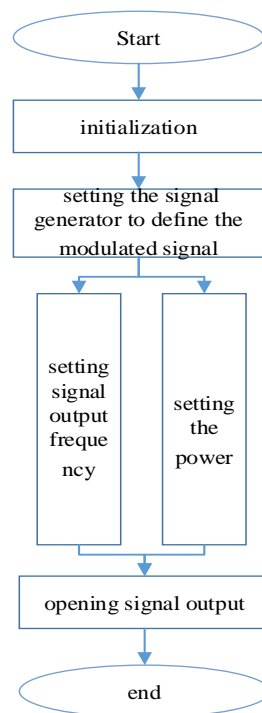 Start
initialization
setting the signal
generator to define the
modulated signal
setting
signal
output
freque
ncy
setting
the
power
opening signal output
end